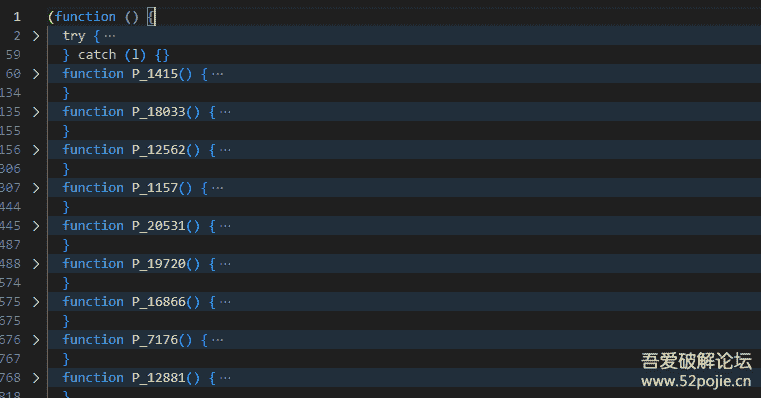 1 (function () {
2 > try { ⋯
59 } catch (l) {}
60 > function P_1415() { ⋯
134 }
135 > function P_18033() { ⋯
155 }
156 > function P_12562() { ⋯
306 }
307 > function P_1157() { ⋯
444 }
445 > function P_20531() { ⋯
487 }
488 > function P_19720() { ⋯
574 }
575 > function P_16866() { ⋯
675 }
676 > function P_7176() { ⋯
767 }
768 > function P_12881() { ⋯
818 }
吾爱破解论坛
www.52pojie.cn